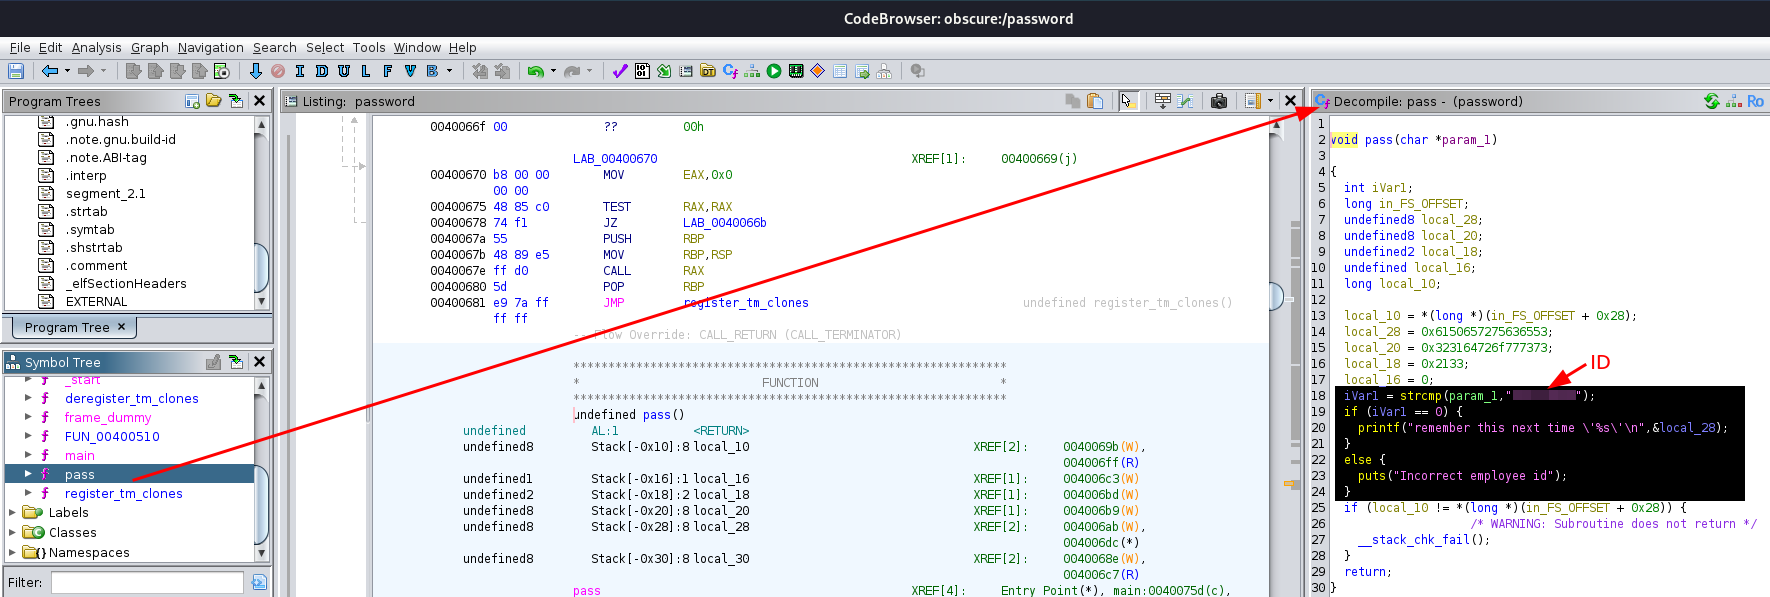 CodeBrowser: obscure:/password
File Edit Analysis Graph Navigation Search Select Tools Window Help
I D U L F V B
Program Trees
.gnu.hash
.note.gnu.build-id
.note.ABI-tag
.interp
segment_2.1
.strtab
.symtab
.shstrtab
.comment
_elfSectionHeaders
EXTERNAL
Program Tree ×
Symbol Tree
_start
deregister_tm_clones
frame_dummy
FUN_00400510
main
pass
register_tm_clones
Labels
Classes
Namespaces
Filter:
Listing: password
0040066f 00 ?? 00h
LAB_00400670 XREF[1]: 00400669(j)
00400670 b8 00 00 MOV EAX,0x0
00 00
00400675 48 85 c0 TEST RAX,RAX
00400678 74 f1 JZ LAB_0040066b
0040067a 55 PUSH RBP
0040067b 48 89 e5 MOV RBP,RSP
0040067e ff d0 CALL RAX
00400680 5d POP RBP
00400681 e9 7a ff JMP register_tm_clones undefined register_tm_clones()
ff ff
-- Flow Override: CALL_RETURN (CALL_TERMINATOR)
**************************************************************
* FUNCTION *
**************************************************************
undefined pass()
undefined AL:1 <RETURN>
undefined8 Stack[-0x10]:8 local_10 XREF[2]: 0040069b(W),
004006ff(R)
undefined1 Stack[-0x16]:1 local_16 XREF[1]: 004006c3(W)
undefined2 Stack[-0x18]:2 local_18 XREF[1]: 004006bd(W)
undefined8 Stack[-0x20]:8 local_20 XREF[1]: 004006b9(W)
undefined8 Stack[-0x28]:8 local_28 XREF[2]: 004006ab(W),
004006dc(*)
undefined8 Stack[-0x30]:8 local_30 XREF[2]: 0040068e(W),
004006c7(R)
pass XREF[4]: Entry Point(*), main:0040075d(c),
Decompile: pass - (password)
Ro
1
2 void pass(char *param_1)
3
4 {
5 int iVar1;
6 long in_FS_OFFSET;
7 undefined8 local_28;
8 undefined8 local_20;
9 undefined2 local_18;
10 undefined local_16;
11 long local_10;
12
13 local_10 = *(long *)(in_FS_OFFSET + 0x28);
14 local_28 = 0x6150657275636553;
15 local_20 = 0x323164726f777373;
16 local_18 = 0x2133;
17 local_16 = 0;
ID
18 iVar1 = strcmp(param_1,"");
19 if (iVar1 == 0) {
20 printf("remember this next time \'%s\'\n",&local_28);
21 }
22 else {
23 puts("Incorrect employee id");
24 }
25 if (local_10 != *(long *)(in_FS_OFFSET + 0x28)) {
26 /* WARNING: Subroutine does not return */
27 __stack_chk_fail();
28 }
29 return;
30 }